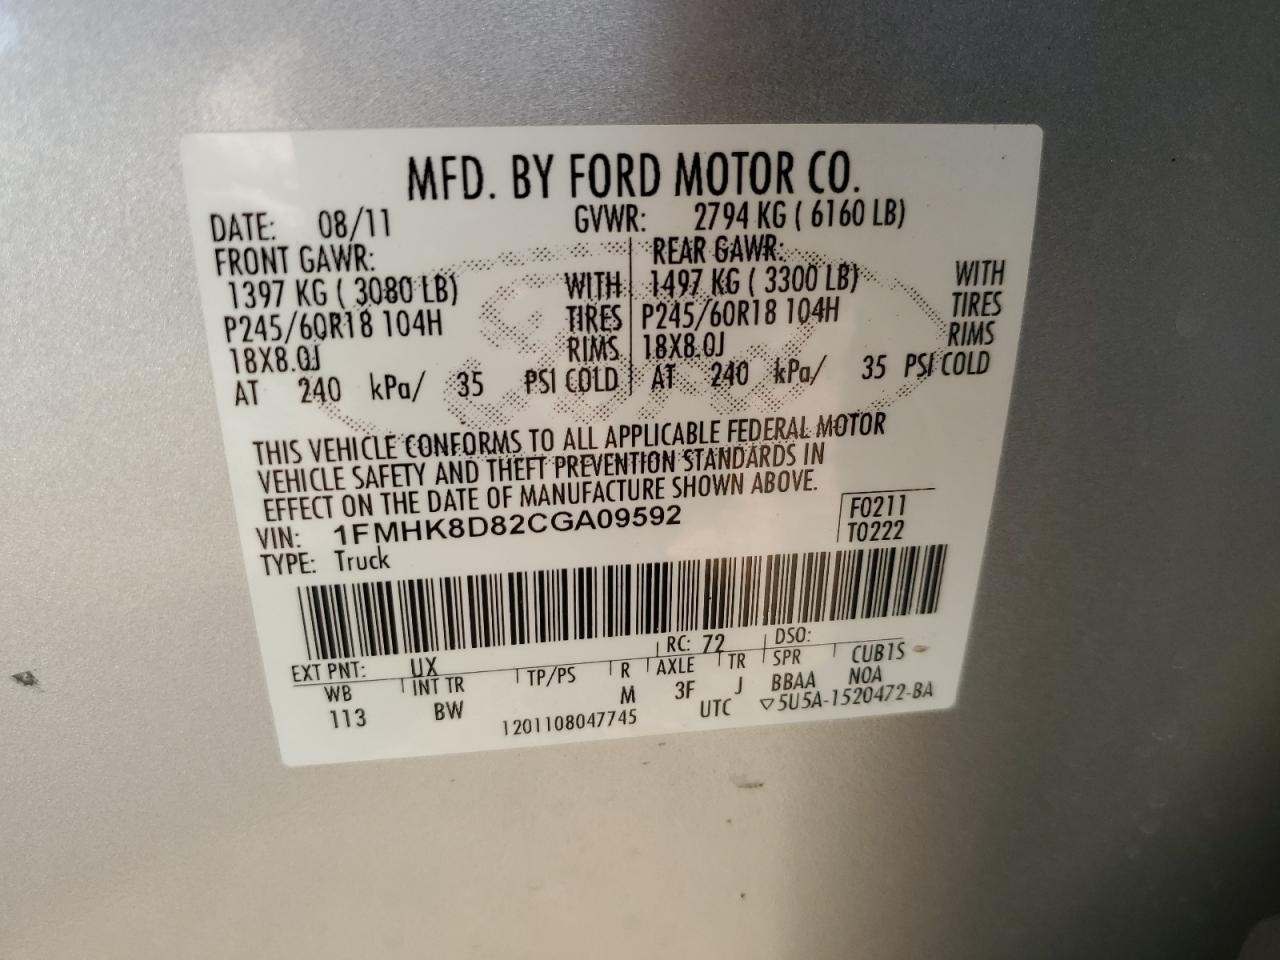 MFD. BY FORD MOTOR CO.
DATE: 08/11 GVWR: 2794 KG ( 6160 LB)
FRONT GAWR: REAR GAWR:
1397 KG ( 3080 LB) WITH 1497 KG ( 3300 LB) WITH
P245/60R18 104H TIRES P245/60R18 104H TIRES
18X8.0J RIMS 18X8.0J RIMS
AT 240 kPa/ 35 PSI COLD AT 240 kPa/ 35 PSI COLD
THIS VEHICLE CONFORMS TO ALL APPLICABLE FEDERAL MOTOR
VEHICLE SAFETY AND THEFT PREVENTION STANDARDS IN
EFFECT ON THE DATE OF MANUFACTURE SHOWN ABOVE.
VIN: 1FMHK8D82CGA09592 F0211
TYPE: Truck T0222
EXT PNT: UX RC: 72 DSO:
WB INT TR TP/PS R AXLE TR SPR CUB1S
113 BW M 3F J BBAA NOA
1201108047745 UTC ▽5U5A-1520472-BA